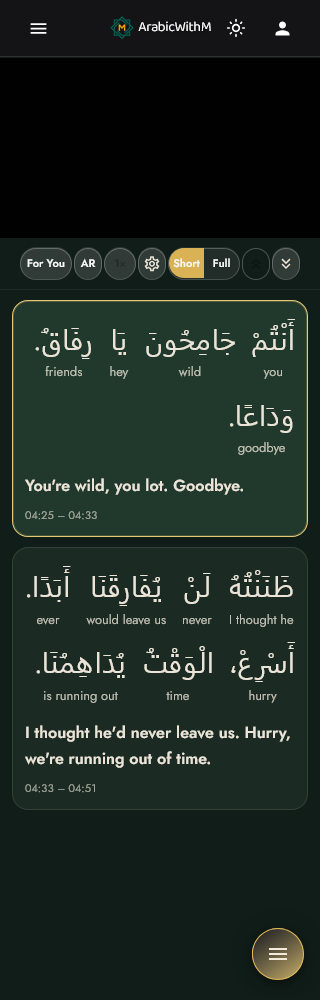 M ArabicWithM
For You AR 1x Short Full
أَنْتُمْ جَامِحُونَ يَا رِفَاقٌ.
you wild hey friends
وَدَاعًا.
goodbye
You're wild, you lot. Goodbye.
04:25 – 04:33
ظَنَنْتُهُ لَنْ يُفَارِقَنَا أَبَدًا.
I thought he never would leave us ever
أَسْرِعْ، الْوَقْتُ يُدَاهِمُنَا.
hurry time is running out
I thought he'd never leave us. Hurry,
we're running out of time.
04:33 – 04:51